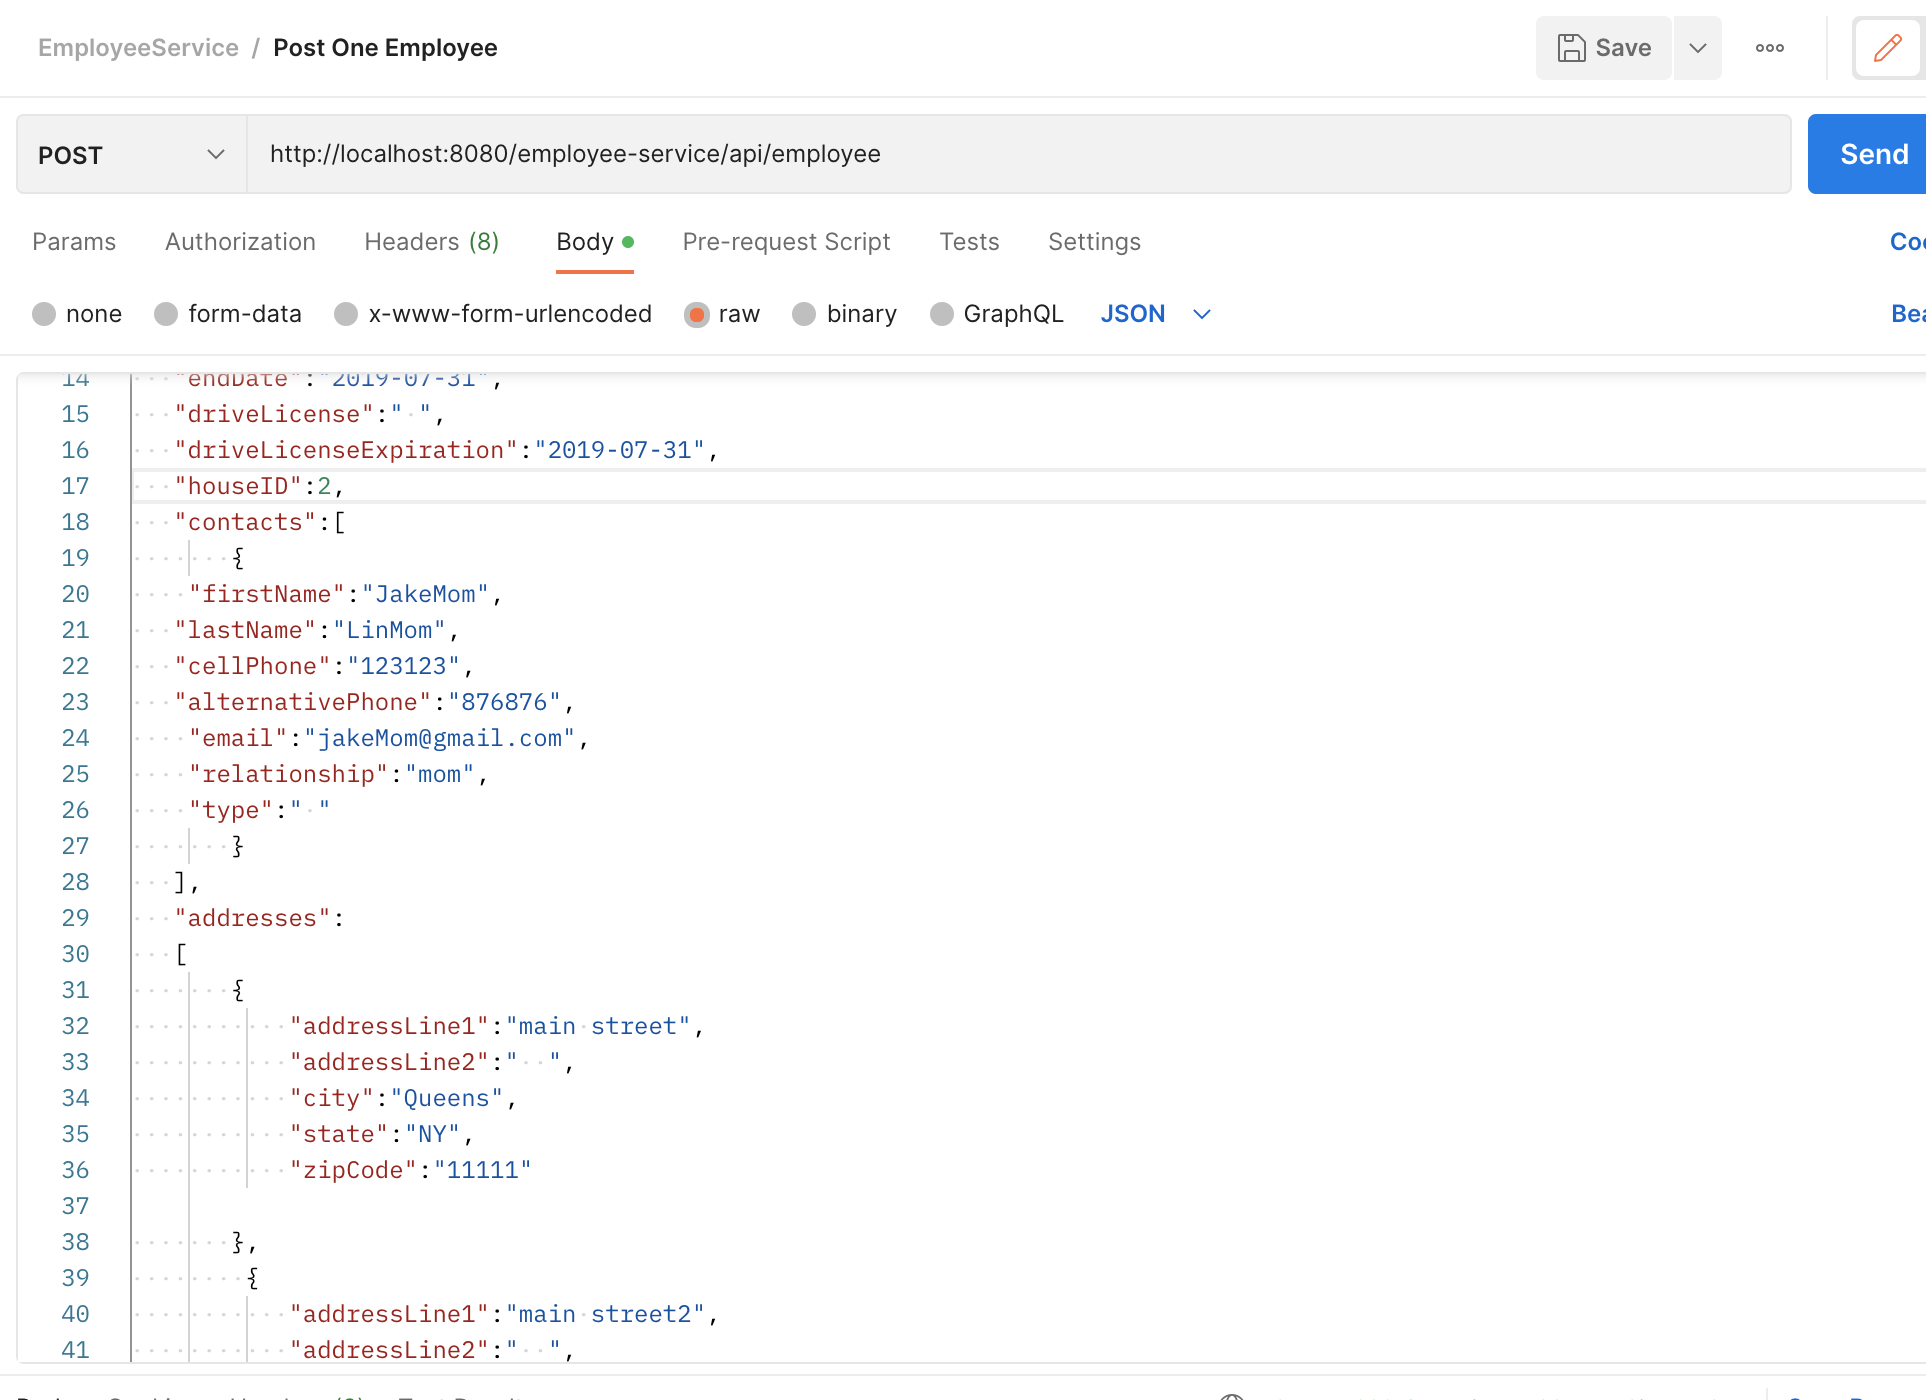 EmployeeService / Post One Employee
Save
POST
http://localhost:8080/employee-service/api/employee
Send
Params Authorization Headers (8) Body Pre-request Script Tests Settings
none form-data x-www-form-urlencoded raw binary GraphQL JSON
14 "endDate":"2019-07-31",
15 "driveLicense":" ",
16 "driveLicenseExpiration":"2019-07-31",
17 "houseID":2,
18 "contacts":[
19 {
20 "firstName":"JakeMom",
21 "lastName":"LinMom",
22 "cellPhone":"123123",
23 "alternativePhone":"876876",
24 "email":"jakeMom@gmail.com",
25 "relationship":"mom",
26 "type":" "
27 }
28 ],
29 "addresses":
30 [
31 {
32 "addressLine1":"main street",
33 "addressLine2":"  ",
34 "city":"Queens",
35 "state":"NY",
36 "zipCode":"11111"
37
38 },
39 {
40 "addressLine1":"main street2",
41 "addressLine2":"  ",